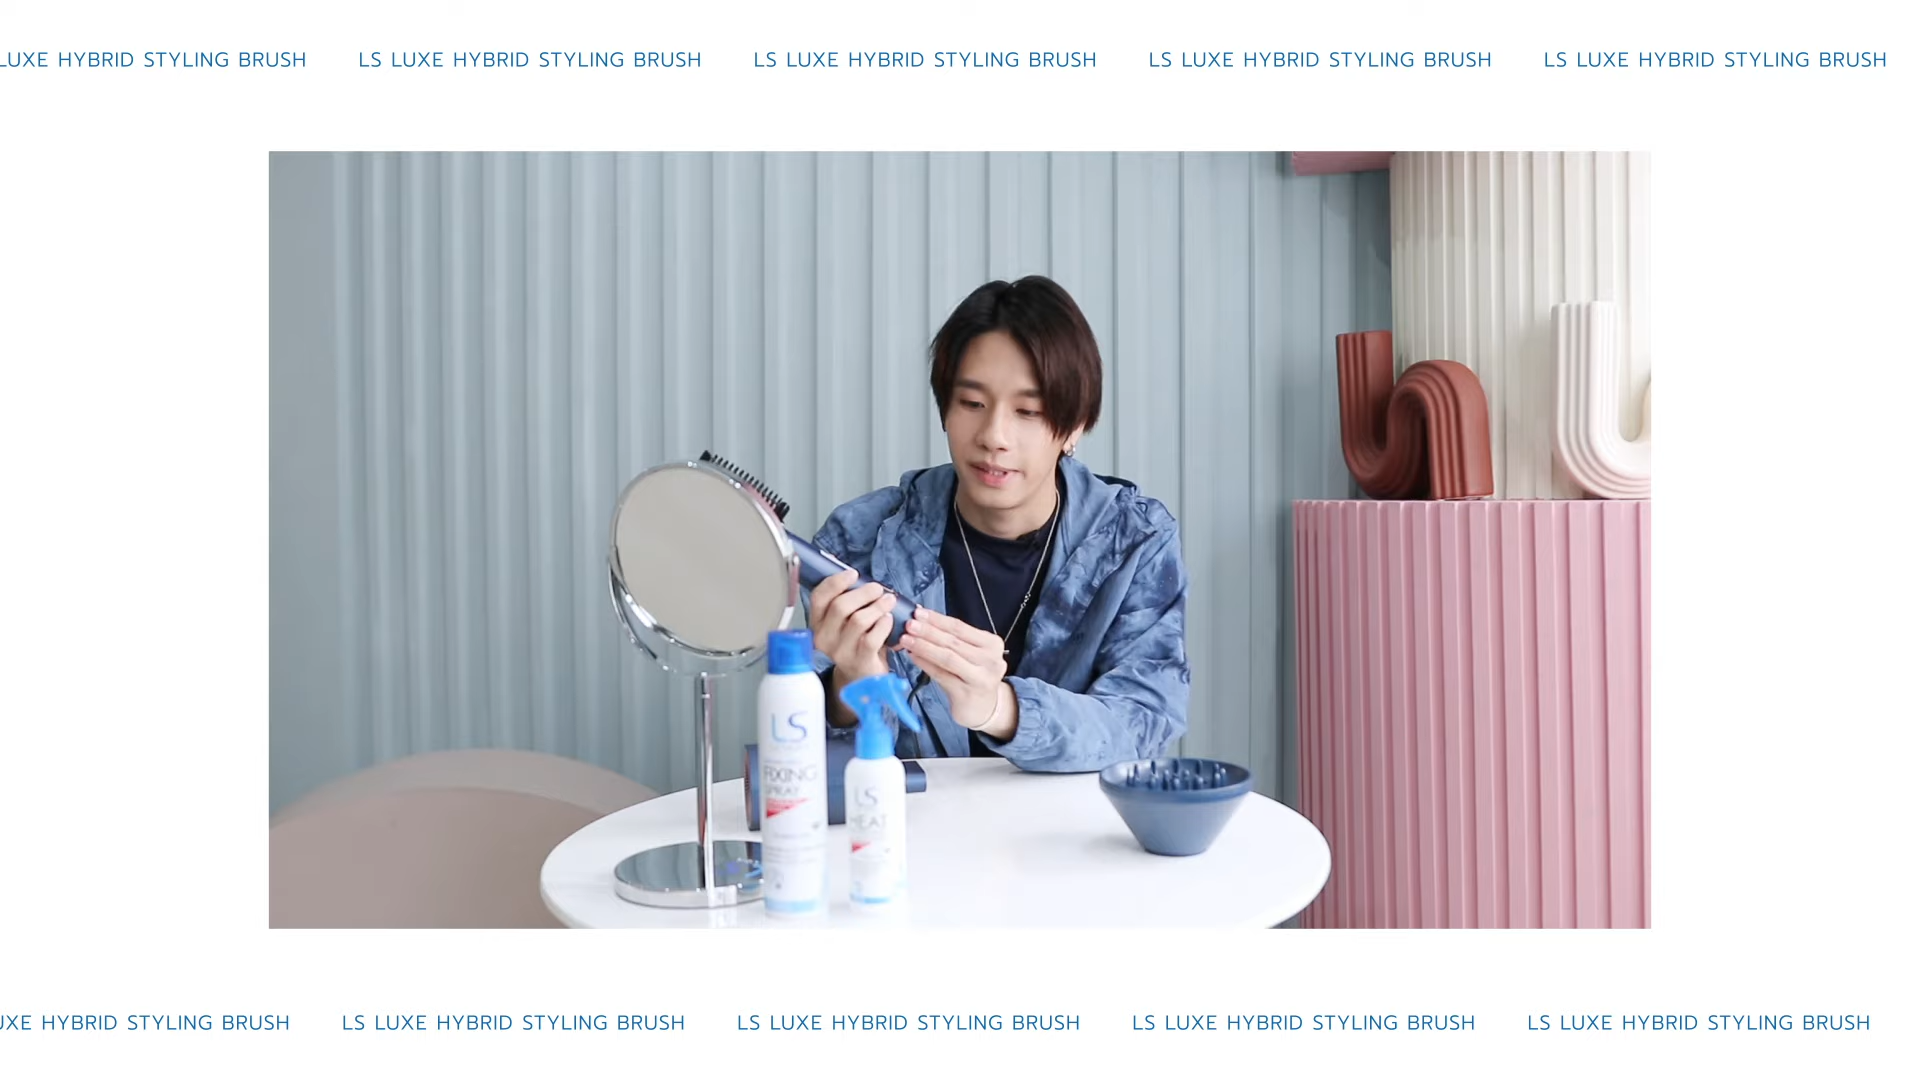 LUXE HYBRID STYLING BRUSH LS LUXE HYBRID STYLING BRUSH LS LUXE HYBRID STYLING BRUSH LS LUXE HYBRID STYLING BRUSH LS LUXE HYBRID STYLING BRUSH
LS
FIXING
SPRAY
LS
HEAT
UXE HYBRID STYLING BRUSH LS LUXE HYBRID STYLING BRUSH LS LUXE HYBRID STYLING BRUSH LS LUXE HYBRID STYLING BRUSH LS LUXE HYBRID STYLING BRUSH